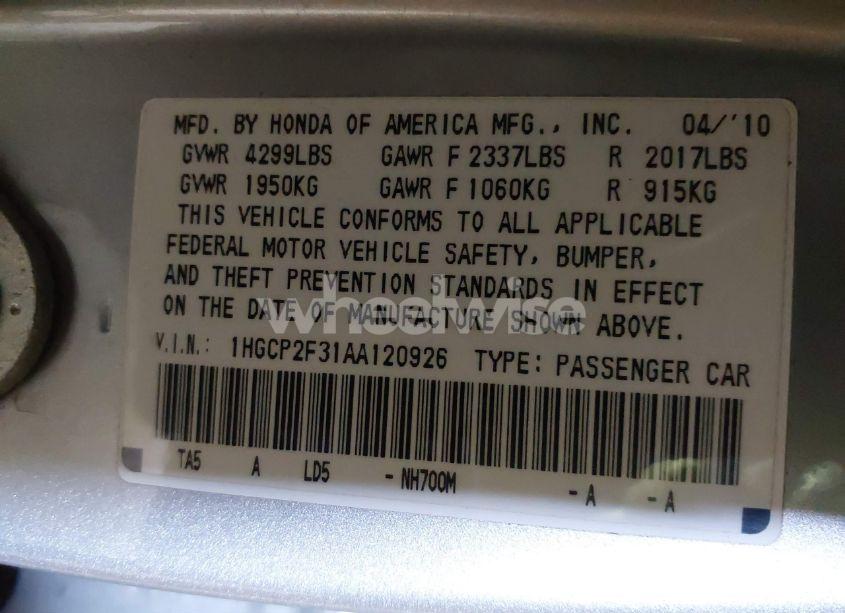 MFD. BY HONDA OF AMERICA MFG., INC. 04/'10
GVWR 4299LBS GAWR F 2337LBS R 2017LBS
GVWR 1950KG GAWR F 1060KG R 915KG
THIS VEHICLE CONFORMS TO ALL APPLICABLE
FEDERAL MOTOR VEHICLE SAFETY, BUMPER,
AND THEFT PREVENTION STANDARDS IN EFFECT
ON THE DATE OF MANUFACTURE SHOWN ABOVE.
wheelwise
V.I.N.: 1HGCP2F31AA120926 TYPE: PASSENGER CAR
TA5 A LD5 - NH700M - A - A